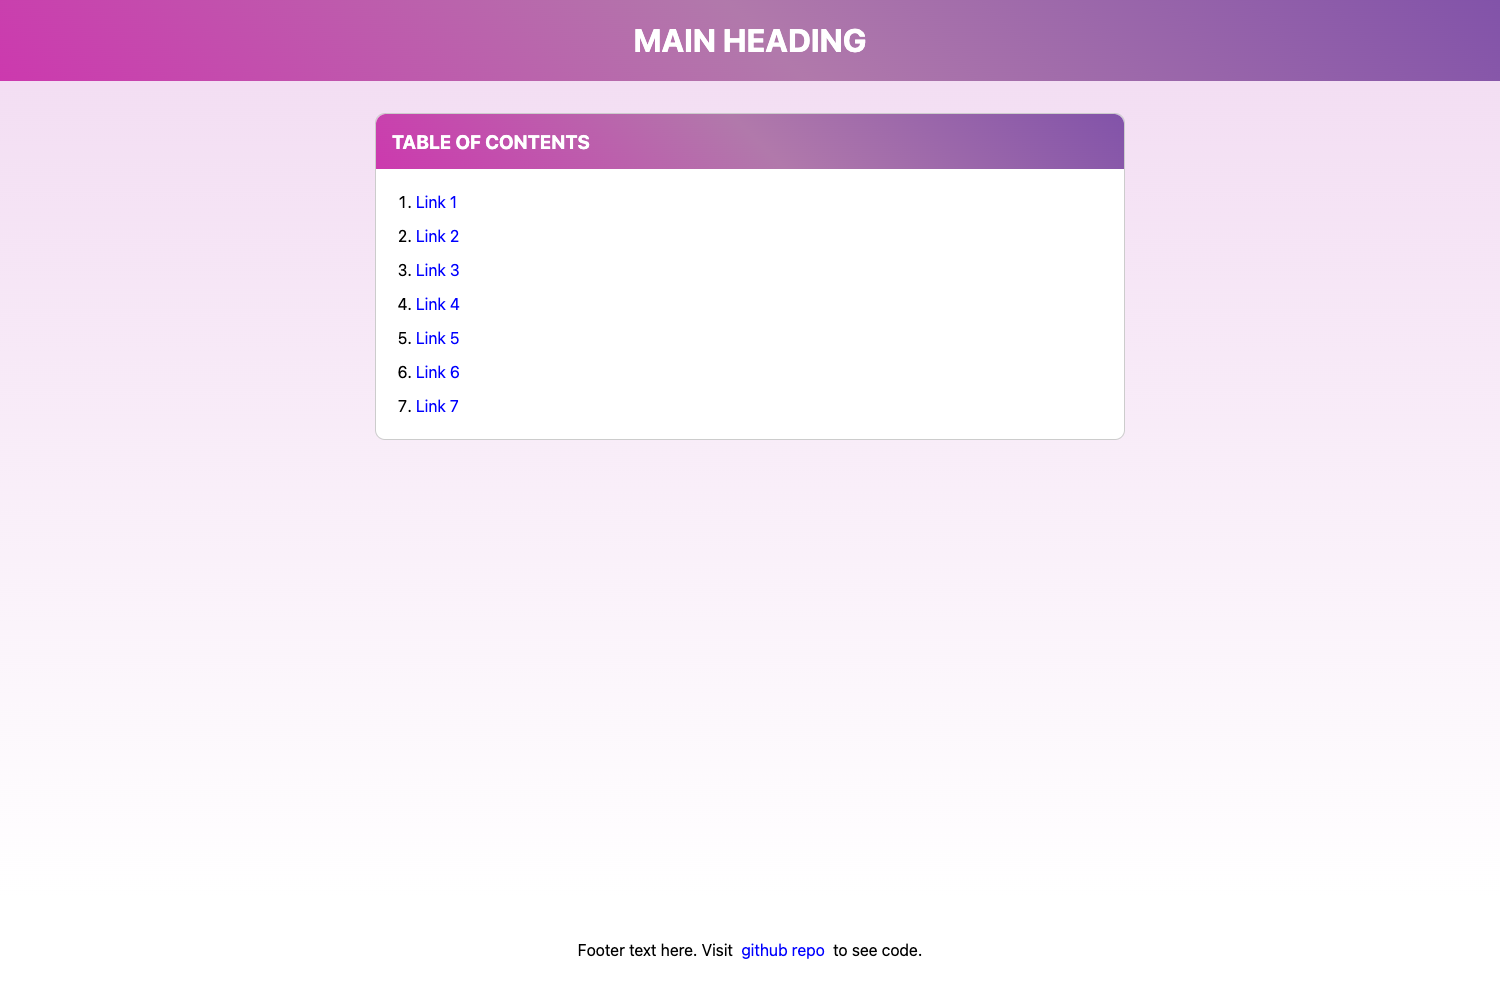 MAIN HEADING
TABLE OF CONTENTS
1. Link 1
2. Link 2
3. Link 3
4. Link 4
5. Link 5
6. Link 6
7. Link 7
Footer text here. Visit github repo to see code.